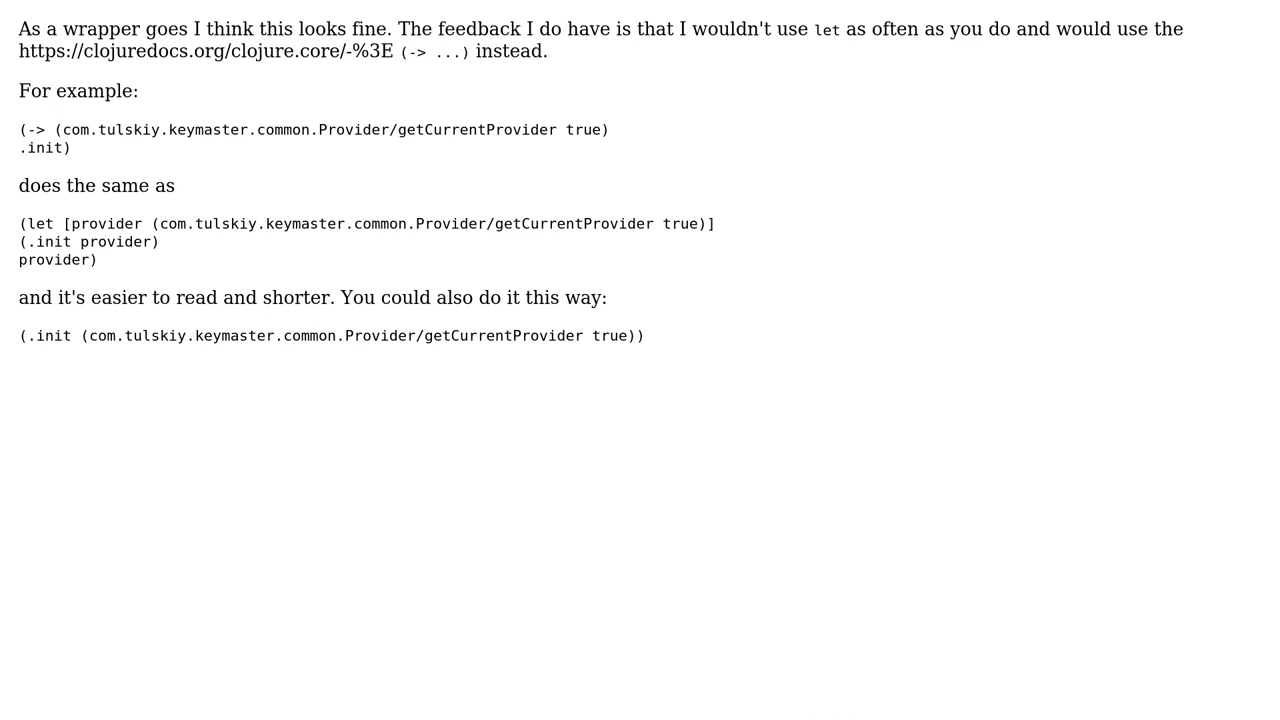 As a wrapper goes I think this looks fine. The feedback I do have is that I wouldn't use let as often as you do and would use the
https://clojuredocs.org/clojure.core/-%3E (-> ...) instead.
For example:
(-> (com.tulskiy.keymaster.common.Provider/getCurrentProvider true)
.init)
does the same as
(let [provider (com.tulskiy.keymaster.common.Provider/getCurrentProvider true)]
(.init provider)
provider)
and it's easier to read and shorter. You could also do it this way:
(.init (com.tulskiy.keymaster.common.Provider/getCurrentProvider true))